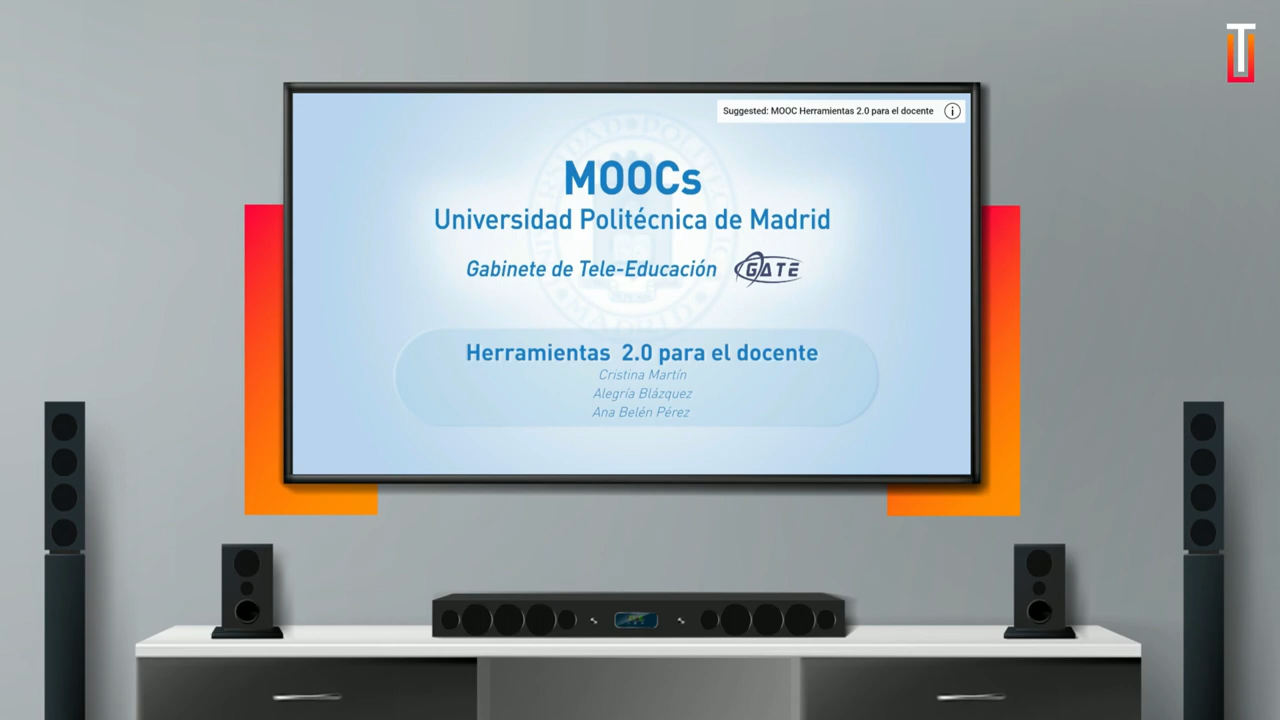 Suggested: MOOC Herramientas 2.0 para el docente
MOOCs
Universidad Politécnica de Madrid
Gabinete de Tele-Educación GATE
Herramientas 2.0 para el docente
Cristina Martín
Alegría Blázquez
Ana Belén Pérez